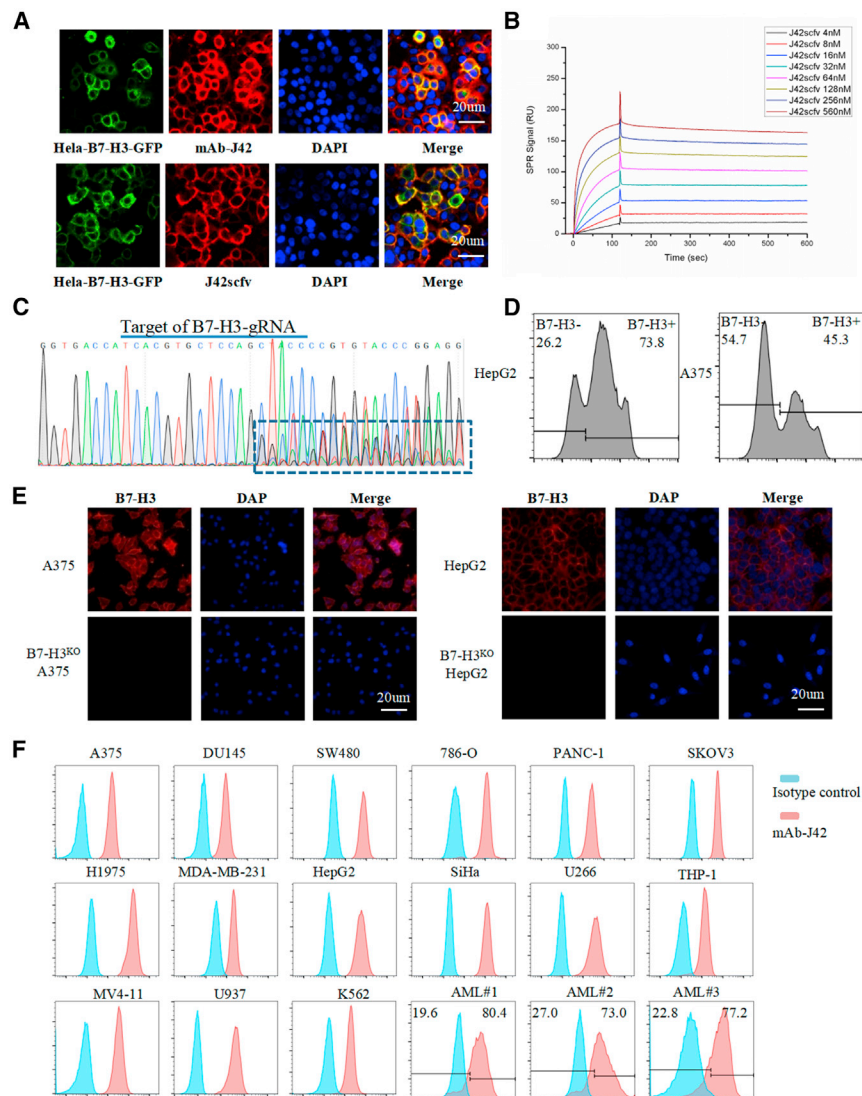 A
Hela-B7-H3-GFP mAb-J42 DAPI Merge
20um
Hela-B7-H3-GFP J42scfv DAPI Merge
20um
B
SPR Signal (RU)
300
250
200
150
100
50
0
0 100 200 300 400 500 600
Time (sec)
J42scfv 4nM
J42scfv 8nM
J42scfv 16nM
J42scfv 32nM
J42scfv 64nM
J42scfv 128nM
J42scfv 256nM
J42scfv 560nM
C
Target of B7-H3-gRNA
GGTGACCATCACGTGCTCCAGCTACCCCGTGTACCCGGAGG
D
HepG2
B7-H3- B7-H3+
26.2 73.8
A375
B7-H3- B7-H3+
54.7 45.3
E
B7-H3 DAP Merge
A375
B7-H3KO
A375
20um
B7-H3 DAP Merge
HepG2
B7-H3KO
HepG2
20um
F
A375 DU145 SW480 786-O PANC-1 SKOV3
Isotype control
mAb-J42
H1975 MDA-MB-231 HepG2 SiHa U266 THP-1
MV4-11 U937 K562 AML#1 AML#2 AML#3
19.6 80.4 27.0 73.0 22.8 77.2